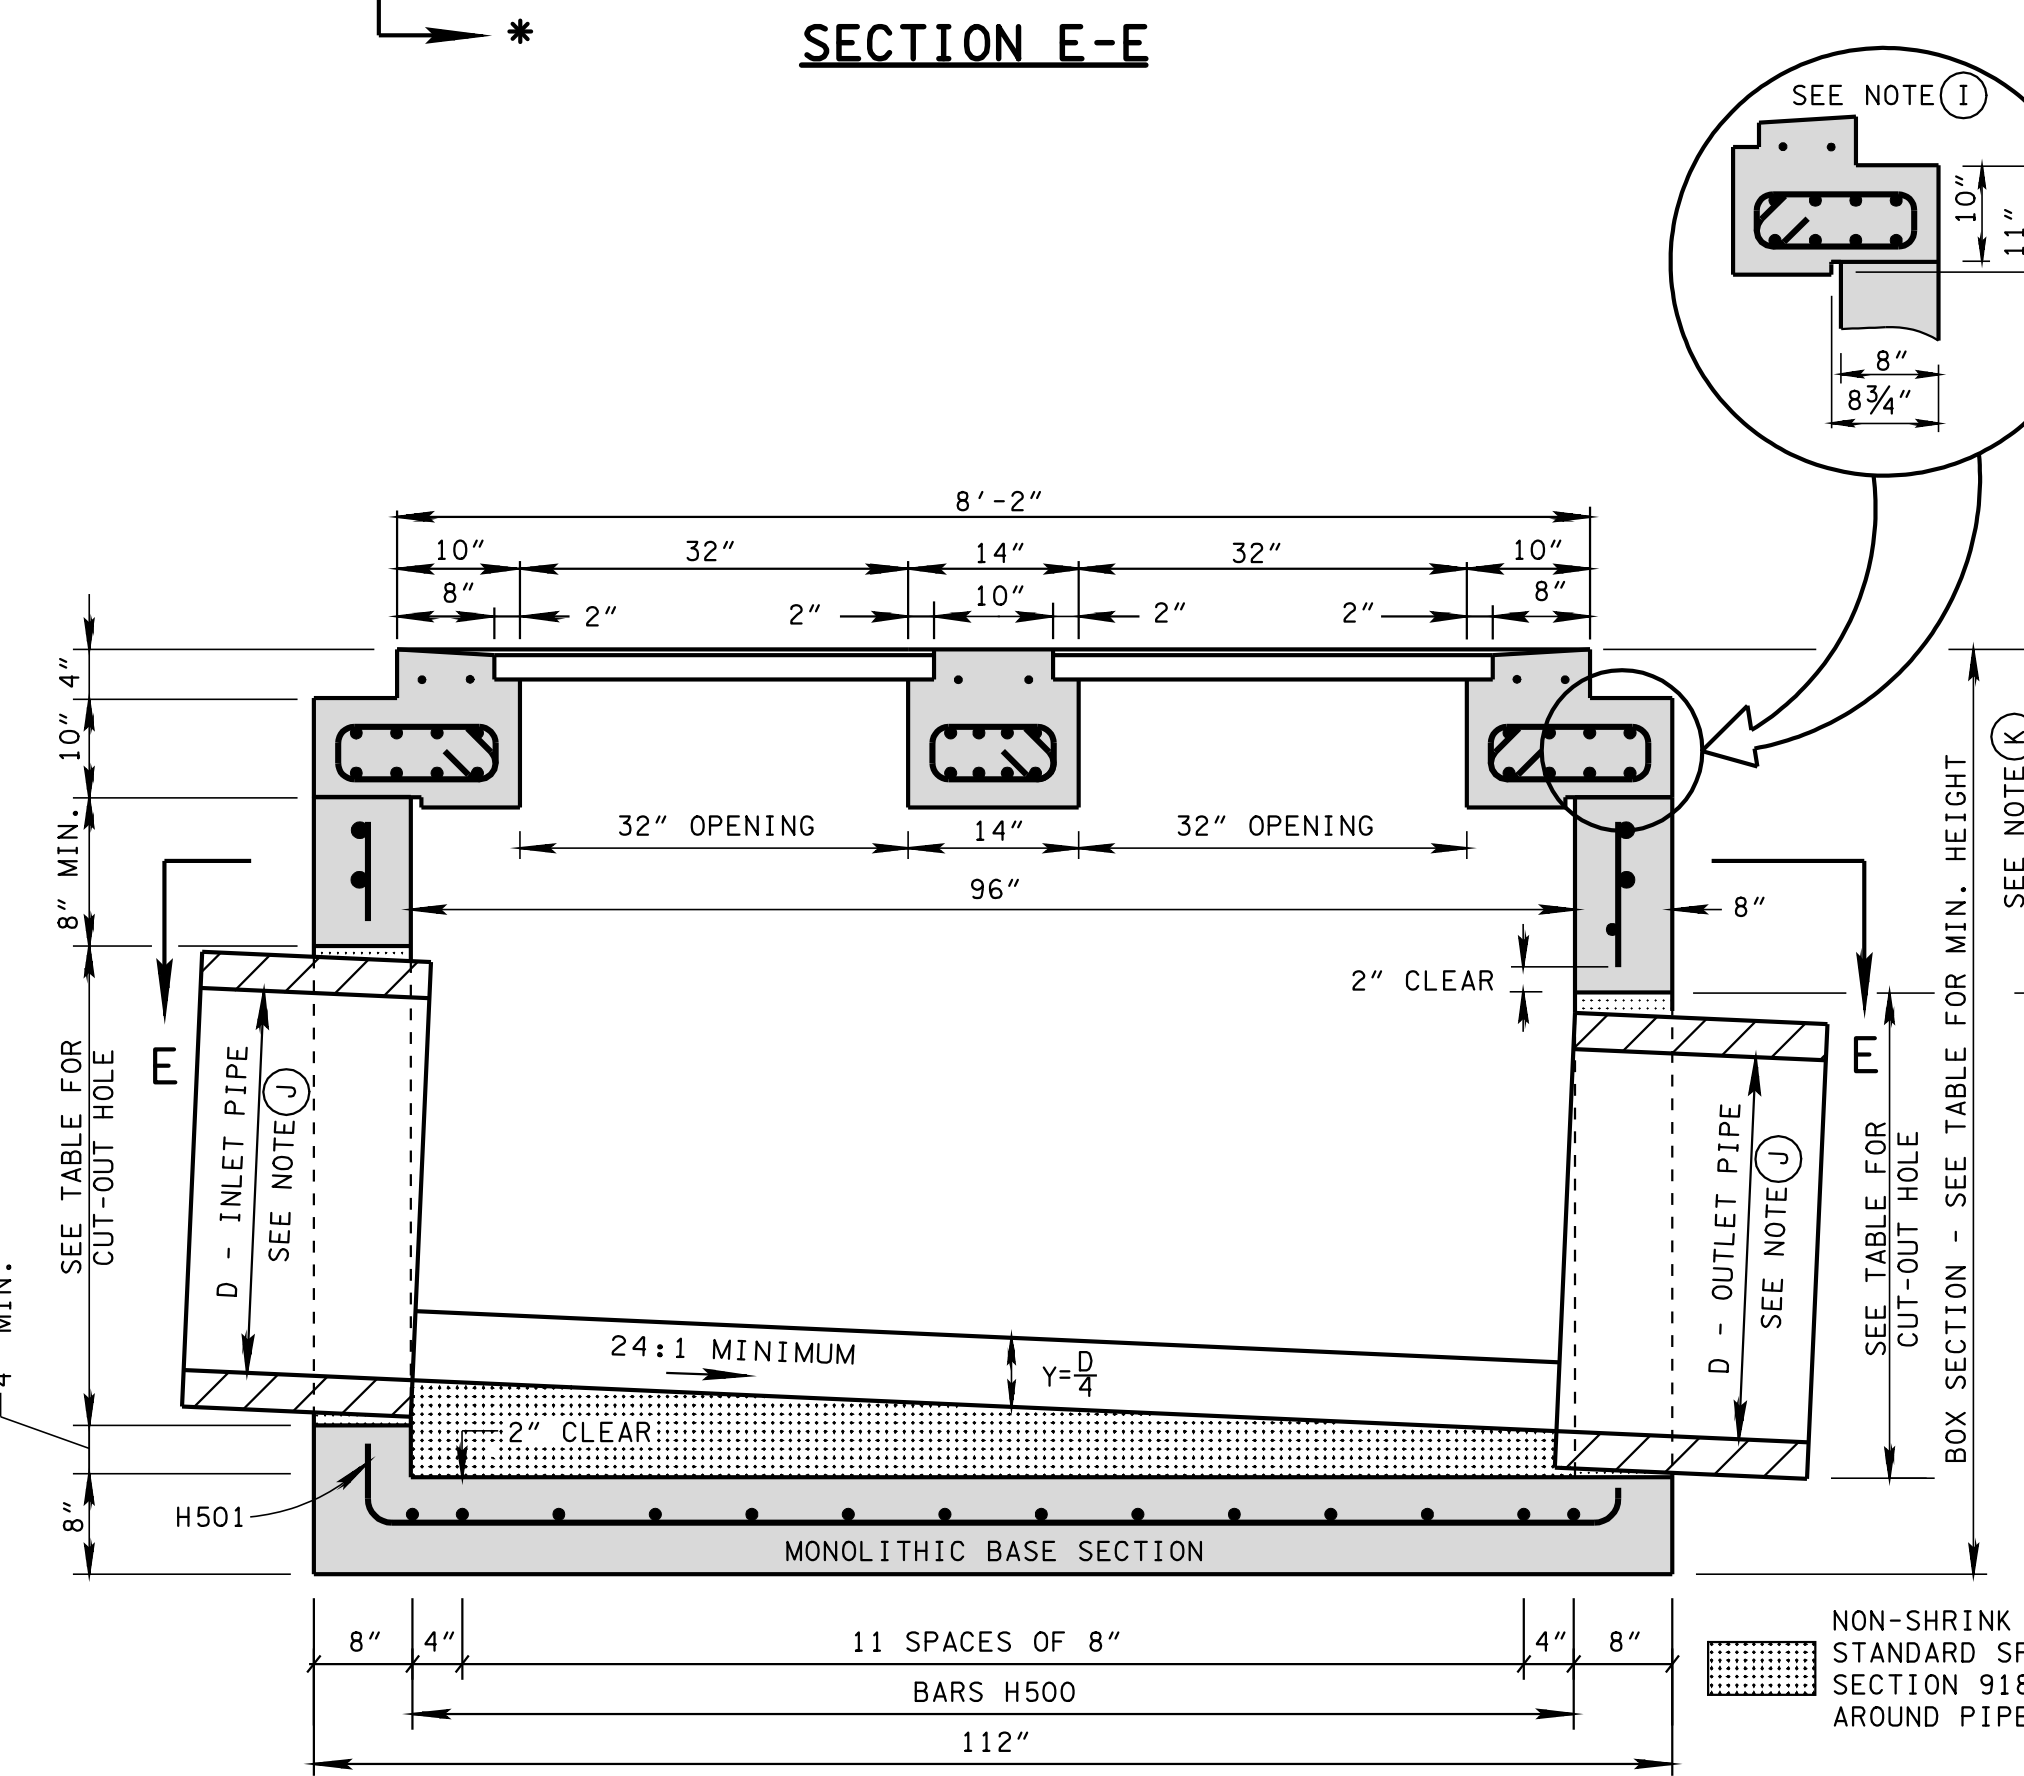 *
SECTION E-E
SEE NOTE I
10"
11"
8"
8 3/4"
8'-2"
10"
32"
14"
32"
10"
8"
2"
2"
10"
2"
2"
8"
4"
10"
8" MIN.
32" OPENING
14"
32" OPENING
96"
8"
2" CLEAR
E
E
SEE TABLE FOR
CUT-OUT HOLE
D - INLET PIPE
SEE NOTE J
D - OUTLET PIPE
SEE NOTE J
SEE TABLE FOR
CUT-OUT HOLE
BOX SECTION - SEE TABLE FOR MIN. HEIGHT
SEE NOTE K
4" MIN.
24:1 MINIMUM
Y=D/4
2" CLEAR
H501
8"
MONOLITHIC BASE SECTION
8"
4"
11 SPACES OF 8"
4"
8"
BARS H500
112"
NON-SHRINK
STANDARD SP
SECTION 918
AROUND PIPE